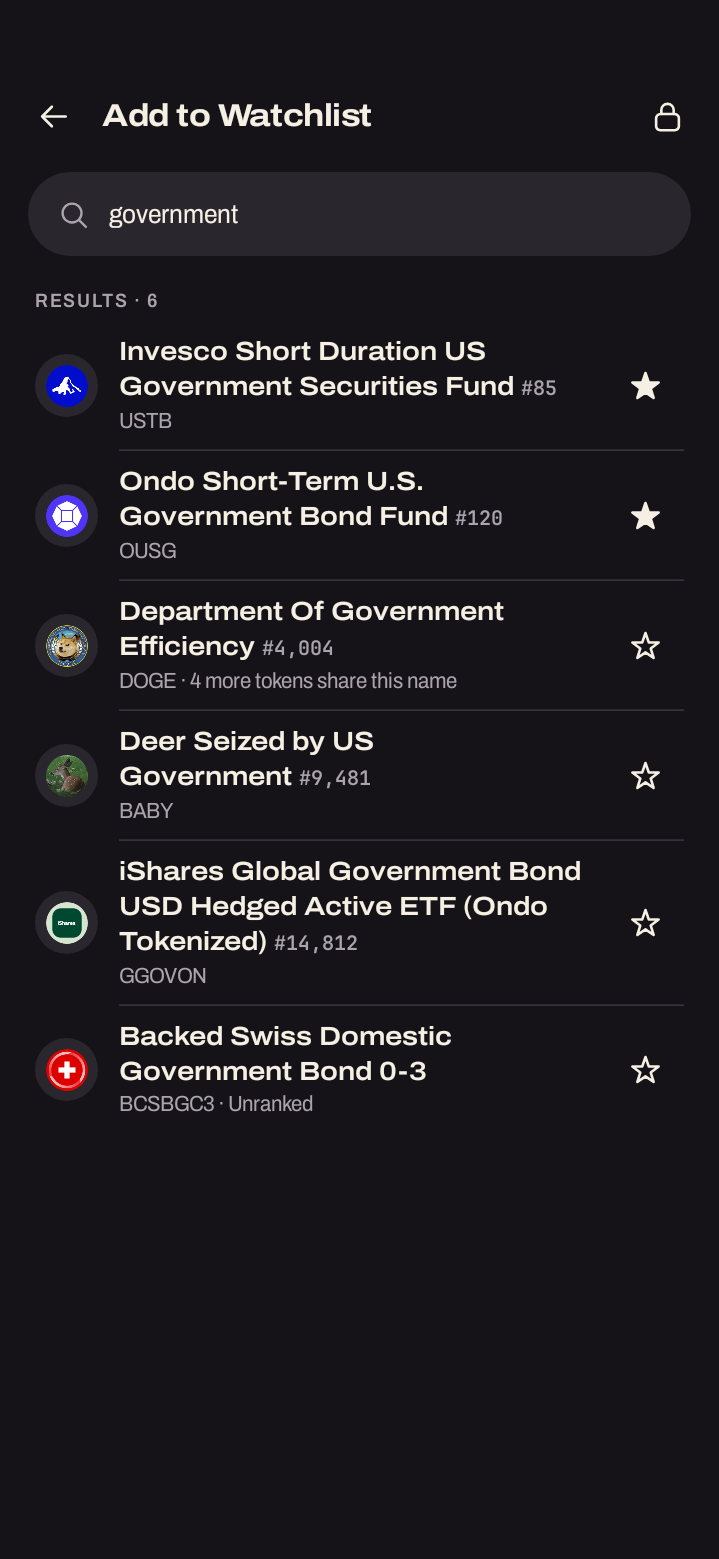 Add to Watchlist
government
RESULTS · 6
Invesco Short Duration US
Government Securities Fund #85
USTB
Ondo Short-Term U.S.
Government Bond Fund #120
OUSG
Department Of Government
Efficiency #4,004
DOGE · 4 more tokens share this name
Deer Seized by US
Government #9,481
BABY
iShares Global Government Bond
USD Hedged Active ETF (Ondo
Tokenized) #14,812
iShares
GGOVON
Backed Swiss Domestic
Government Bond 0-3
BCSBGC3 · Unranked